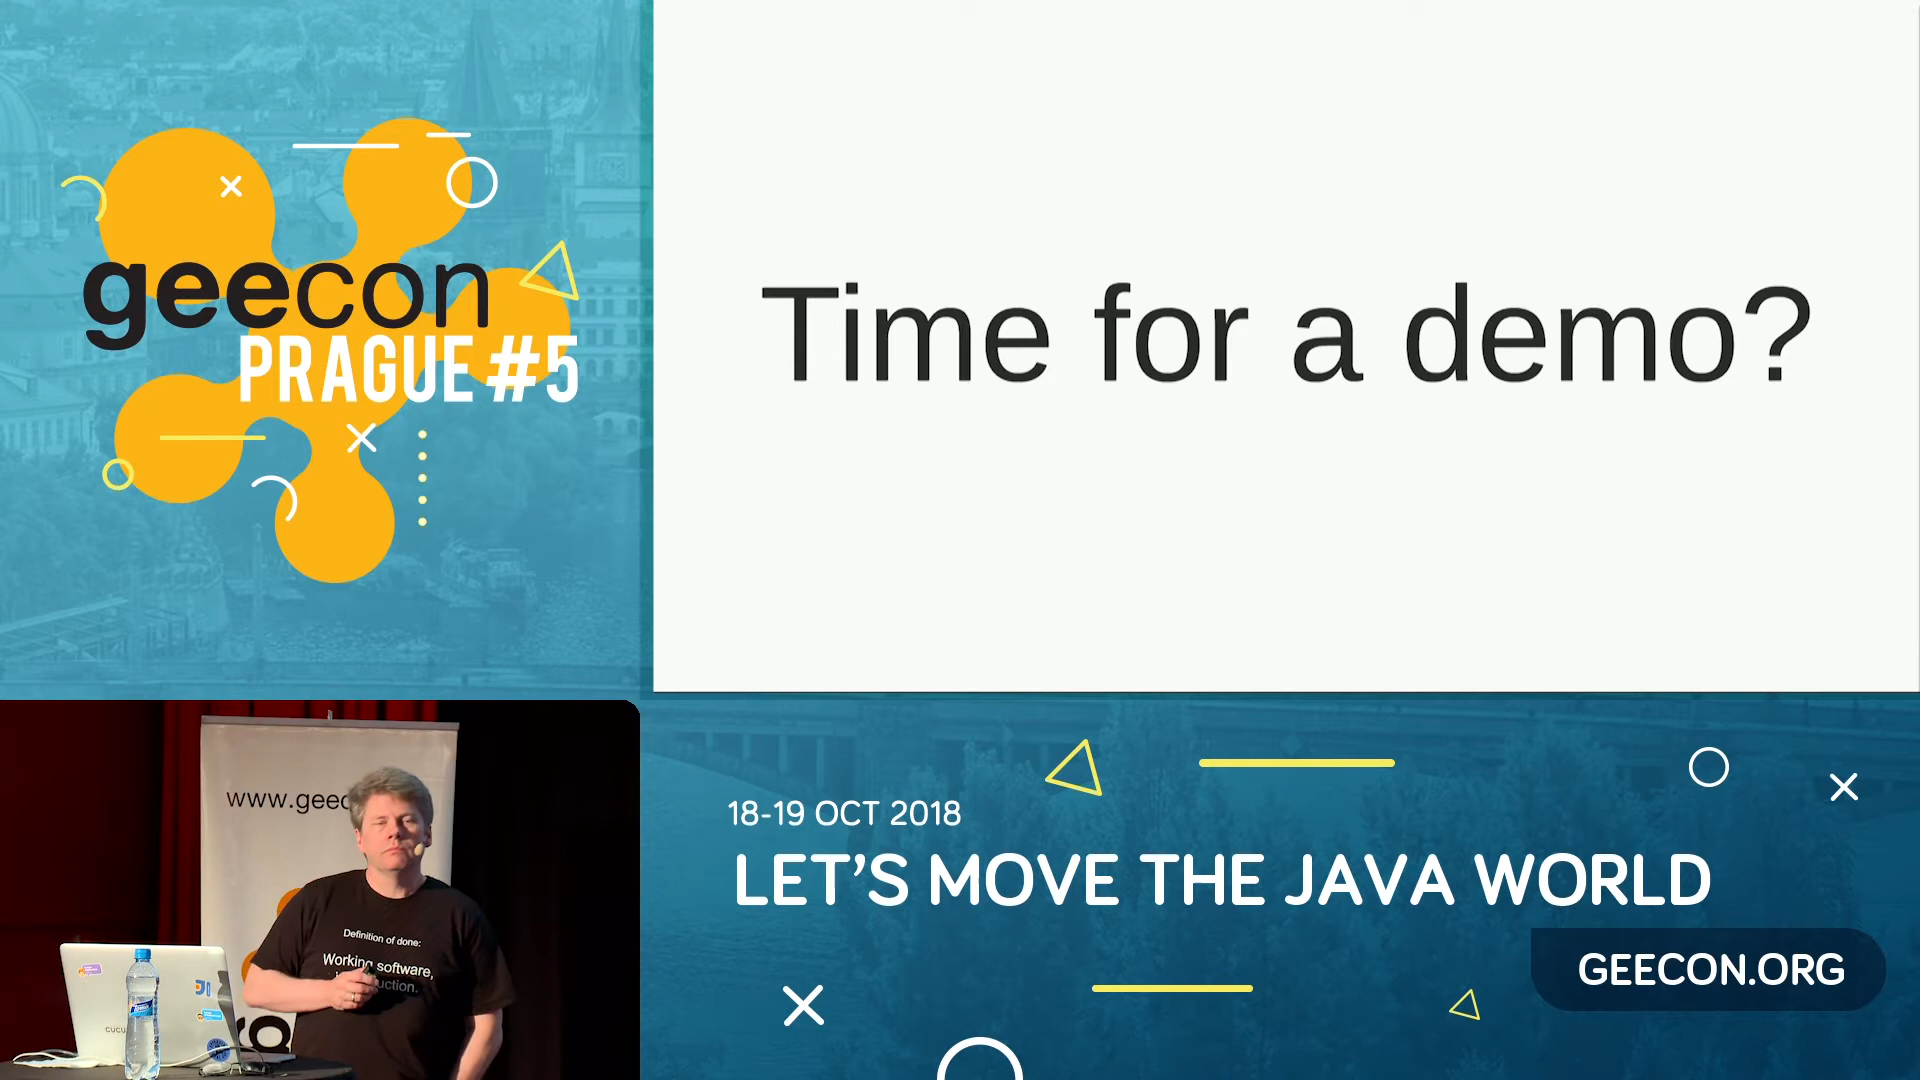 geecon
PRAGUE #5
Time for a demo?
www.geec
Definition of done:
Working software,
18-19 OCT 2018
LET'S MOVE THE JAVA WORLD
GEECON.ORG